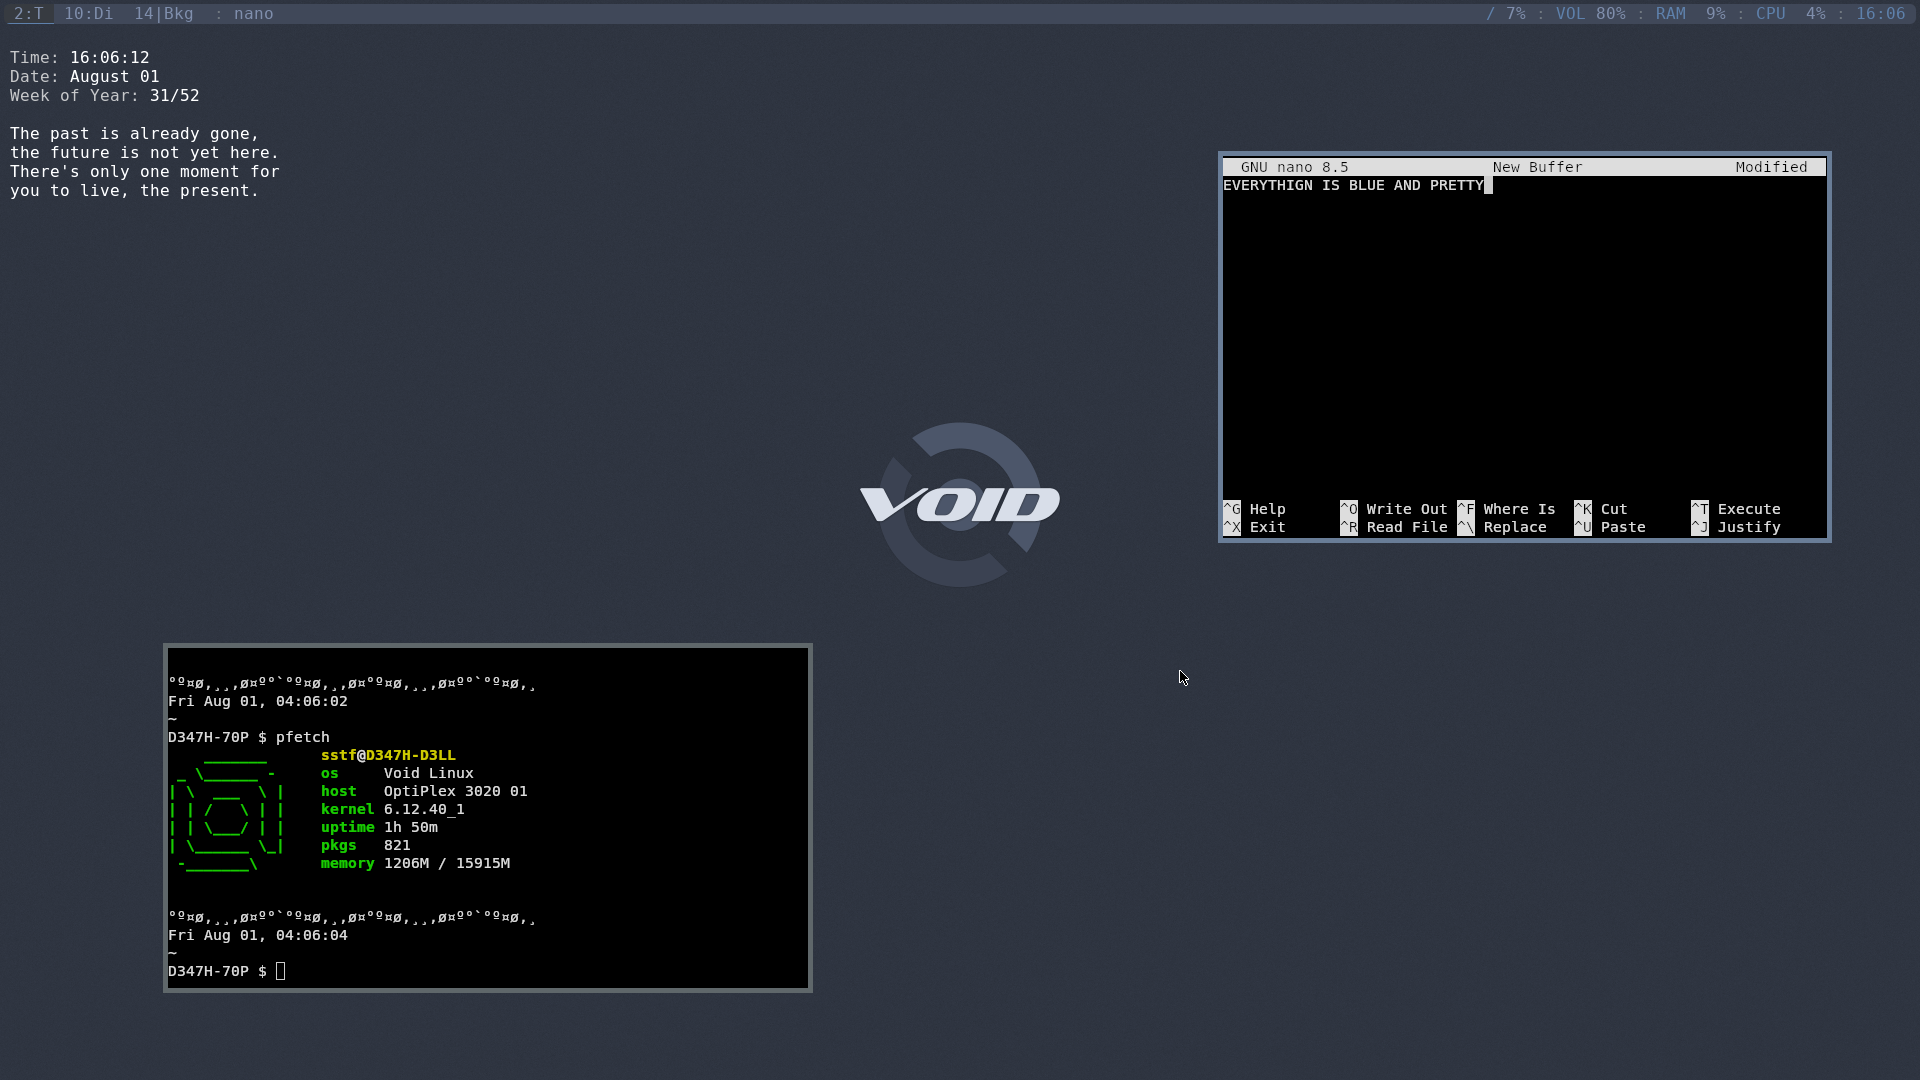 2:T 10:Di 14|Bkg : nano / 7% : VOL 80% : RAM 9% : CPU 4% : 16:06
Time: 16:06:12
Date: August 01
Week of Year: 31/52
The past is already gone,
the future is not yet here.
There's only one moment for
you to live, the present.
GNU nano 8.5 New Buffer Modified
EVERYTHIGN IS BLUE AND PRETTY
^G Help ^O Write Out ^F Where Is ^K Cut ^T Execute
^X Exit ^R Read File ^\ Replace ^U Paste ^J Justify
VOID
°º¤ø,¸¸,ø¤º°`°º¤ø,¸,ø¤°º¤ø,¸¸,ø¤º°`°º¤ø,¸
Fri Aug 01, 04:06:02
~
D347H-70P $ pfetch
sstf@D347H-D3LL
os Void Linux
host OptiPlex 3020 01
kernel 6.12.40_1
uptime 1h 50m
pkgs 821
memory 1206M / 15915M
°º¤ø,¸¸,ø¤º°`°º¤ø,¸,ø¤°º¤ø,¸¸,ø¤º°`°º¤ø,¸
Fri Aug 01, 04:06:04
~
D347H-70P $